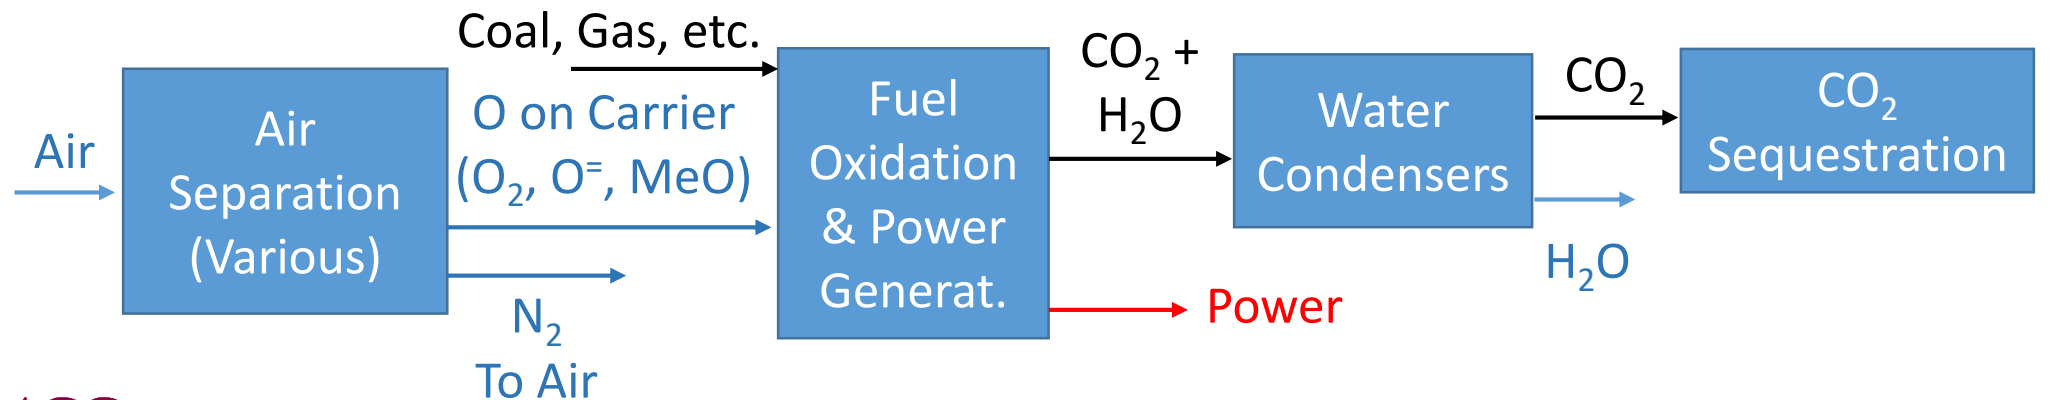 Air
Air
Separation
(Various)
Coal, Gas, etc.
O on Carrier
(O₂, O⁼, MeO)
N₂
To Air
Fuel
Oxidation
& Power
Generat.
CO₂ +
H₂O
Power
Water
Condensers
CO₂
H₂O
CO₂
Sequestration